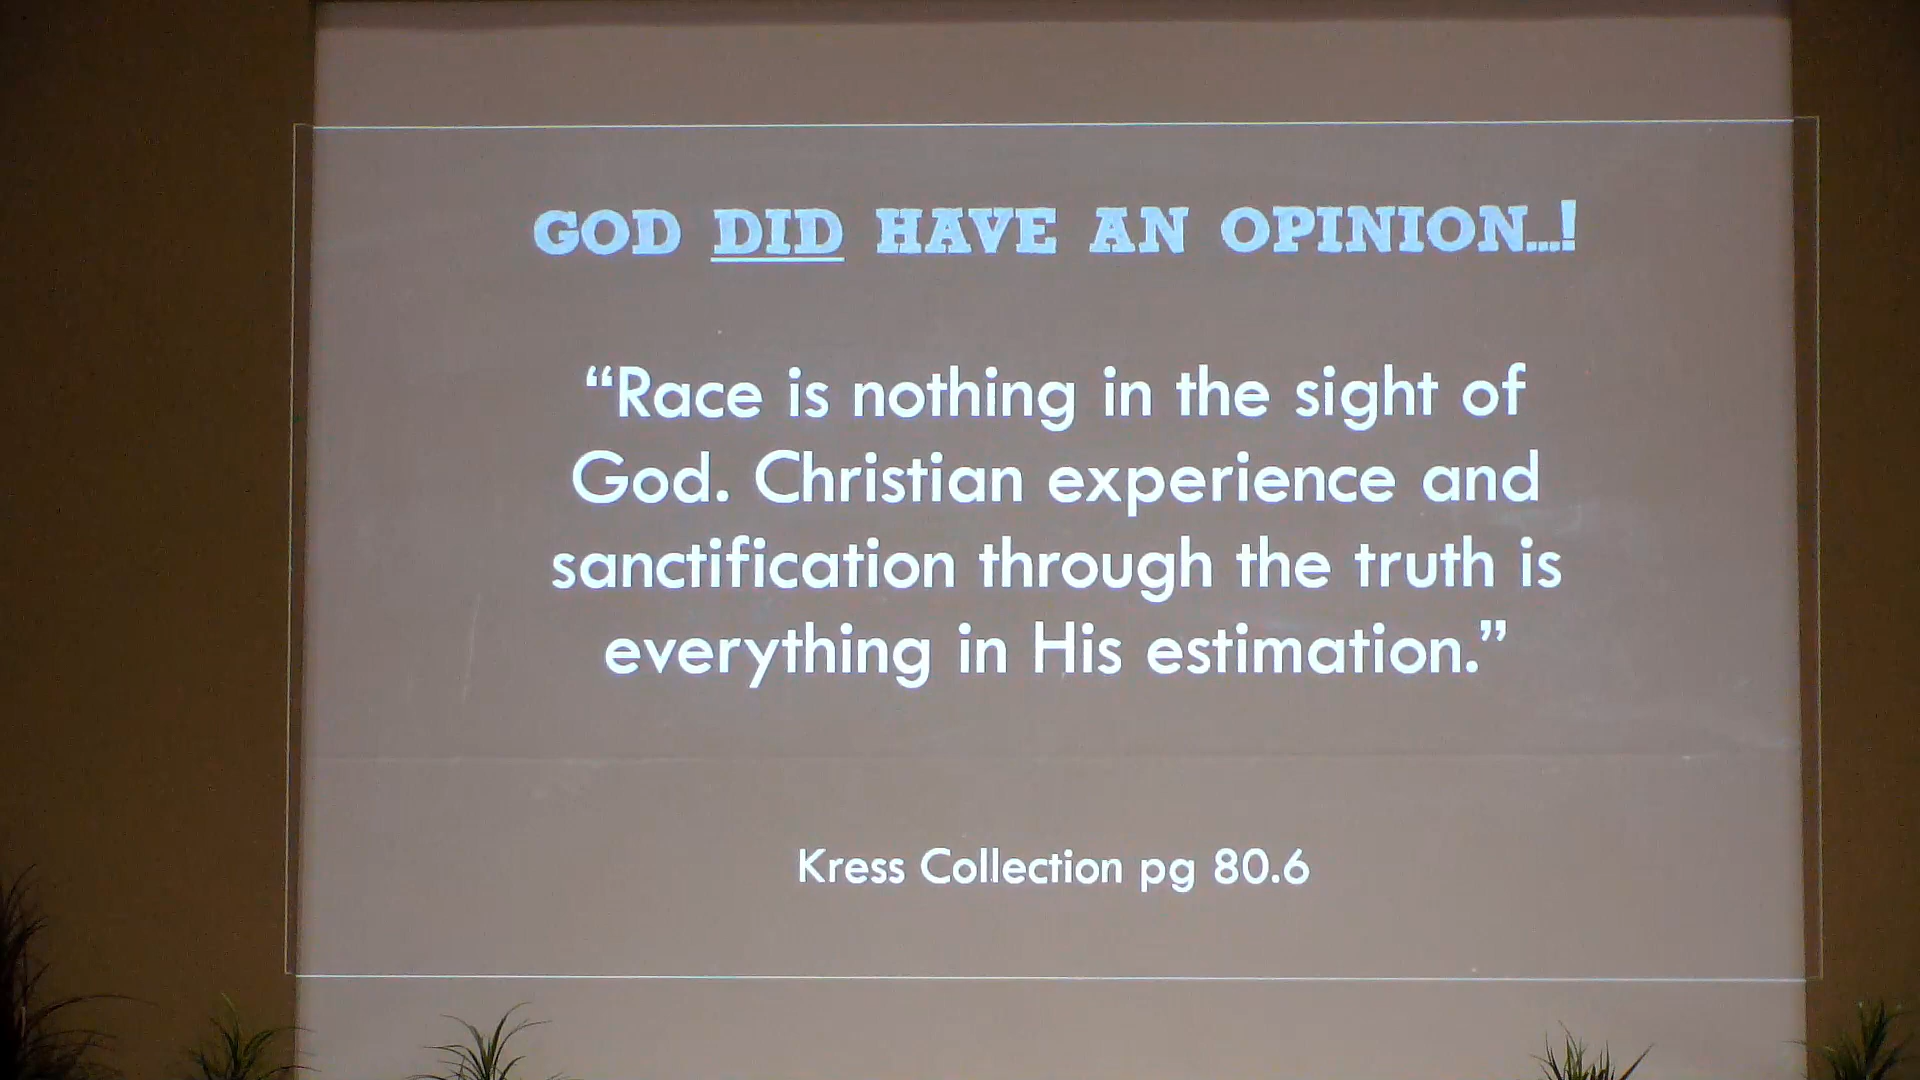 GOD DID HAVE AN OPINION...!
“Race is nothing in the sight of
God. Christian experience and
sanctification through the truth is
everything in His estimation.”
Kress Collection pg 80.6